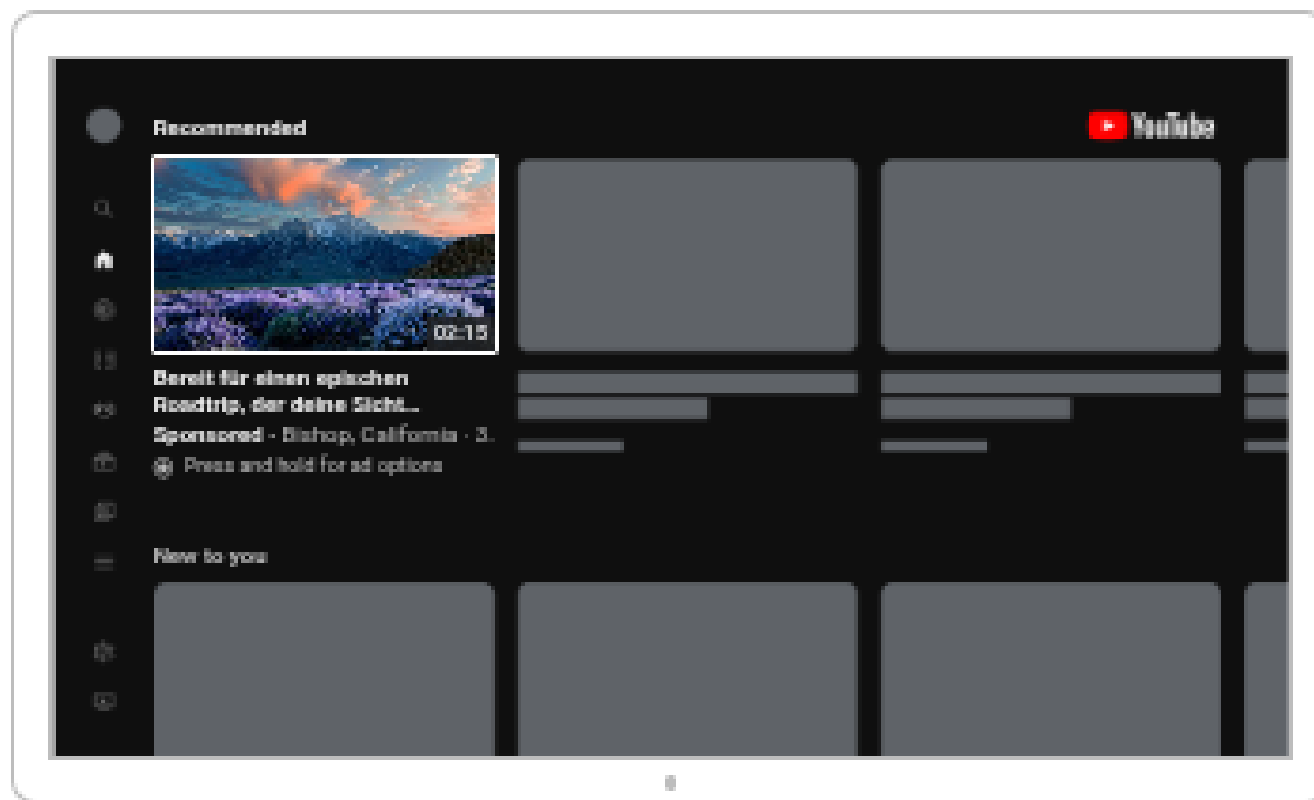 Recommended
YouTube
02:15
Bereit für einen epischen
Roadtrip, der deine Sicht...
Sponsored · Bishop, California · 3..
Press and hold for ad options
New to you